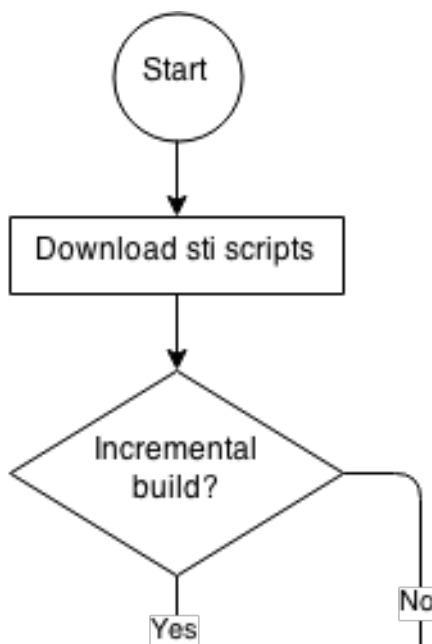 Start
Download sti scripts
Incremental
build?
No
Yes